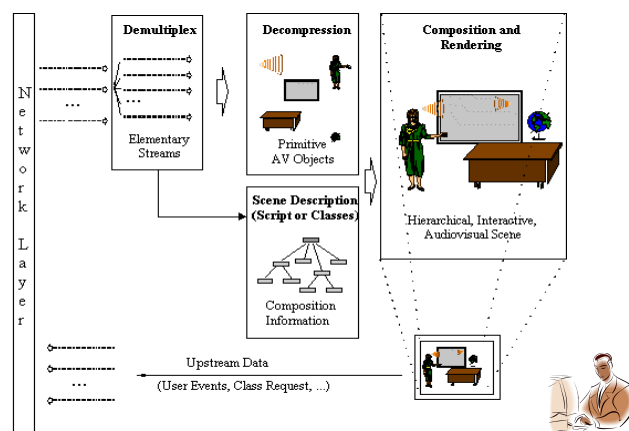 Network Layer
...
Demultiplex
...
Elementary
Streams
Decompression
Primitive
AV Objects
Scene Description
(Script or Classes)
Composition
Information
Composition and
Rendering
Hierarchical, Interactive,
Audiovisual Scene
...
Upstream Data
(User Events, Class Request, ...)